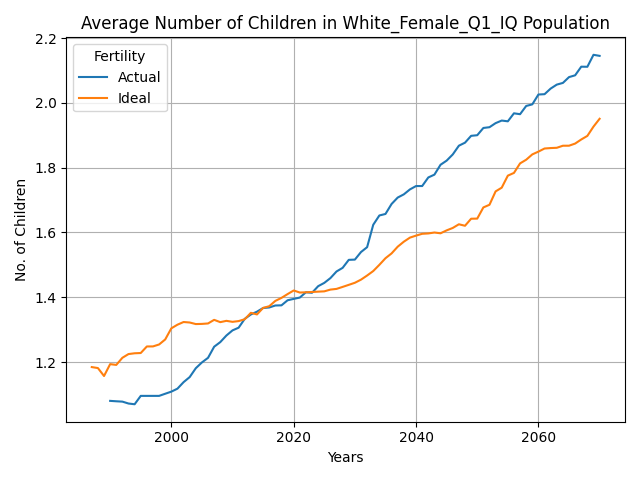 Average Number of Children in White_Female_Q1_IQ Population
Fertility
Actual
Ideal
No. of Children
2.2
2.0
1.8
1.6
1.4
1.2
2000
2020
2040
2060
Years